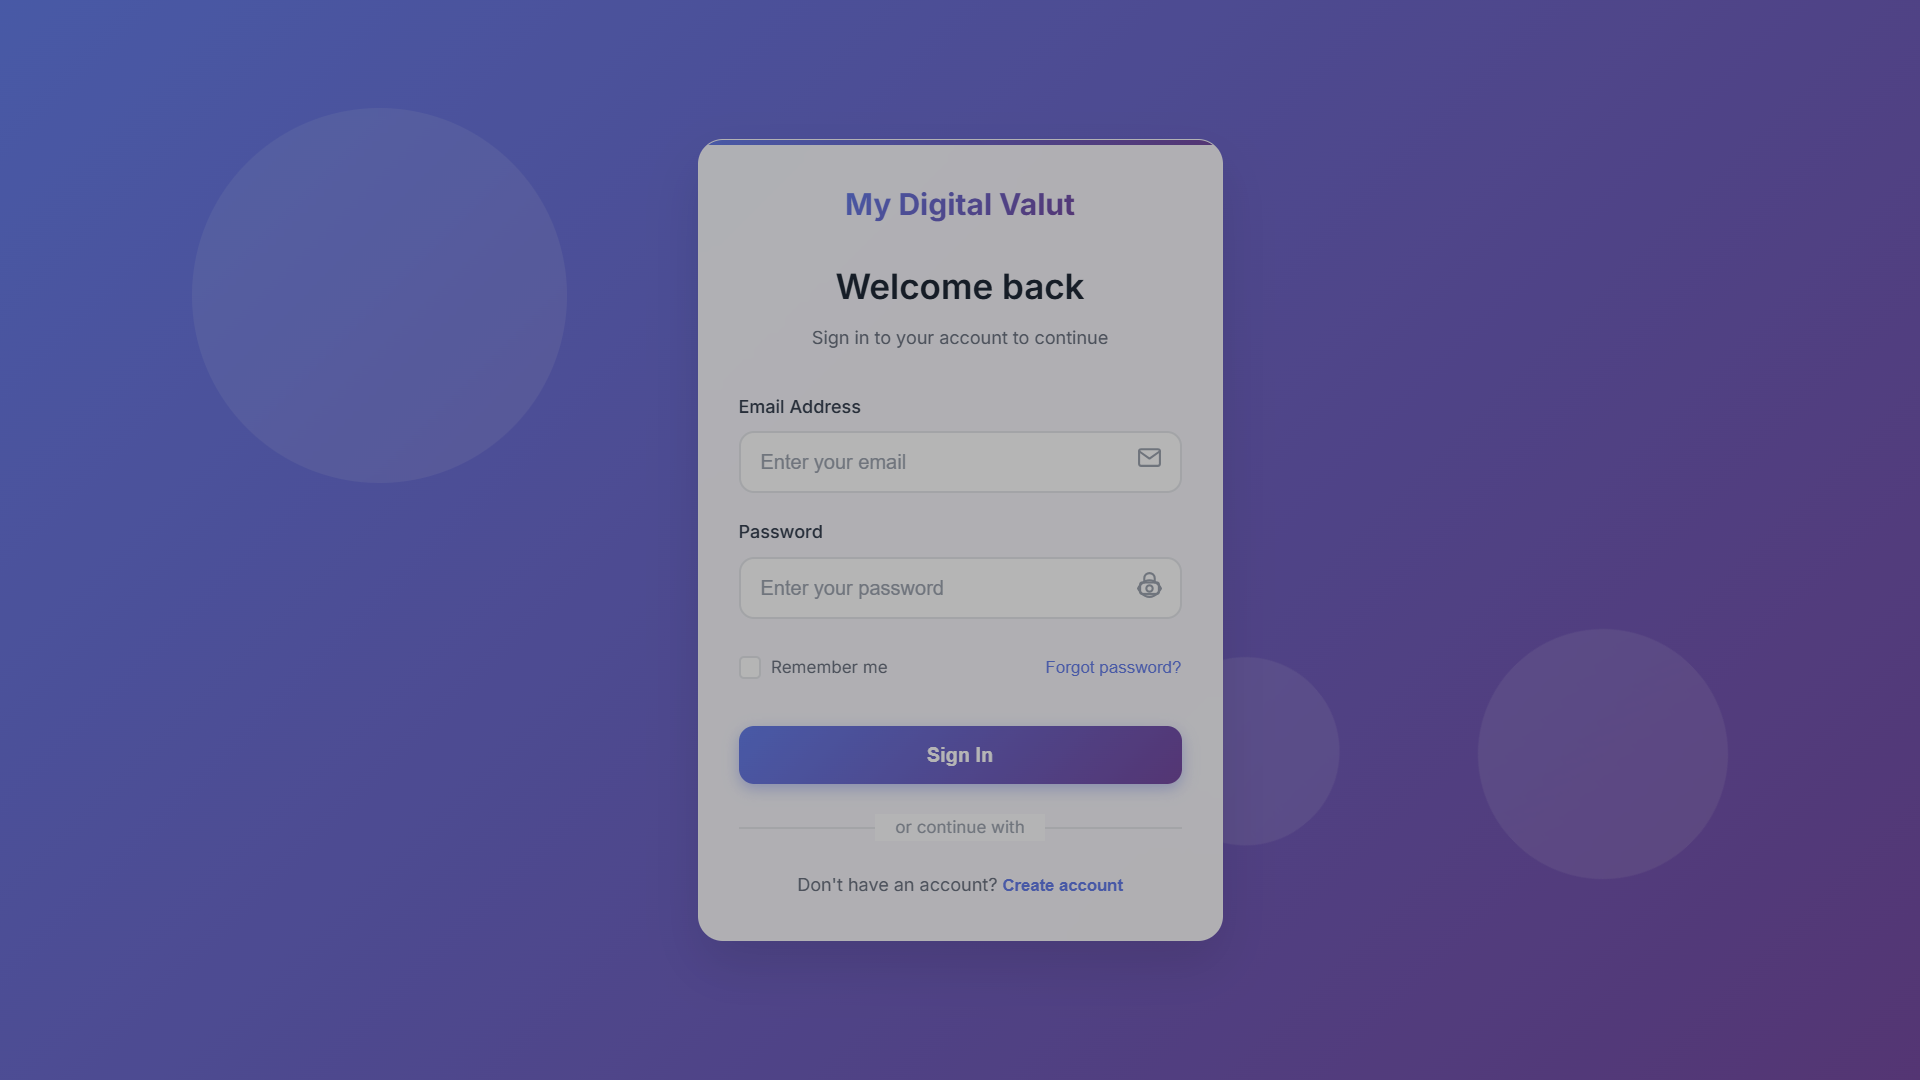 My Digital Valut
Welcome back
Sign in to your account to continue
Email Address
Enter your email
Password
Enter your password
Remember me
Forgot password?
Sign In
or continue with
Don't have an account? Create account